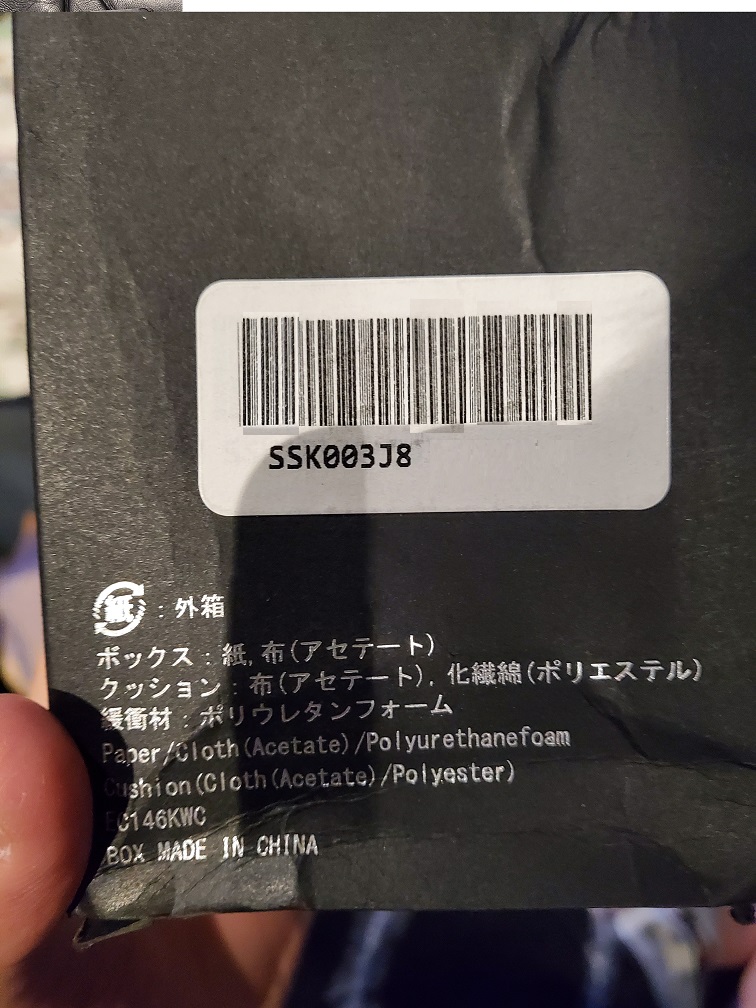 SSK003J8
紙 : 外箱
ボックス : 紙, 布(アセテート)
クッション : 布(アセテート), 化繊綿(ポリエステル)
緩衝材 : ポリウレタンフォーム
Paper/Cloth(Acetate)/Polyurethanefoam
Cushion(Cloth(Acetate)/Polyester)
EC146KWC
BOX MADE IN CHINA